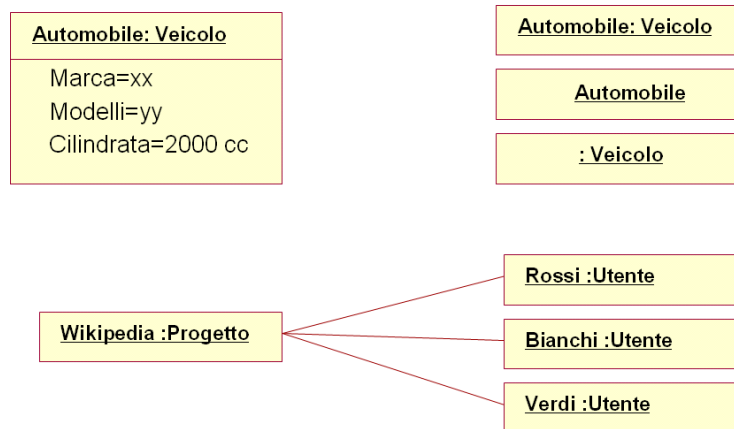 Automobile: Veicolo
Marca=xx
Modelli=yy
Cilindrata=2000 cc
Automobile: Veicolo
Automobile
: Veicolo
Wikipedia :Progetto
Rossi :Utente
Bianchi :Utente
Verdi :Utente